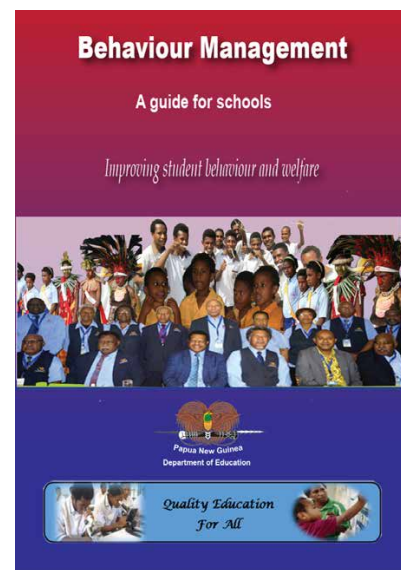 Behaviour Management
A guide for schools
Improving student behaviour and welfare
Papua New Guinea
Department of Education
Quality Education
For All